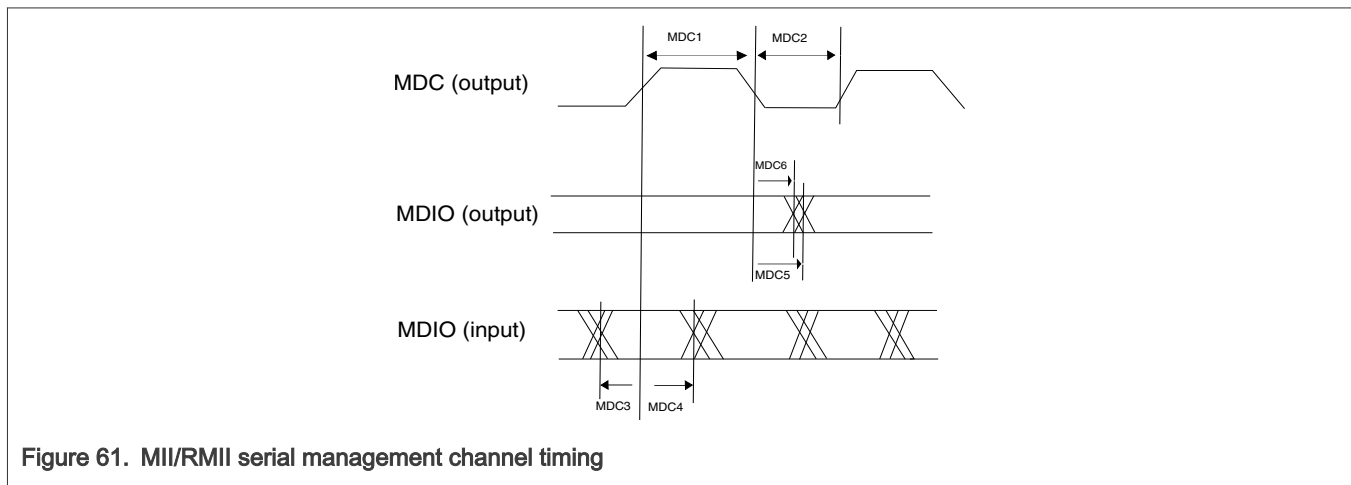 MDC1 MDC2
MDC (output)
MDC6
MDIO (output)
MDC5
MDIO (input)
MDC3 MDC4
Figure 61. MII/RMII serial management channel timing